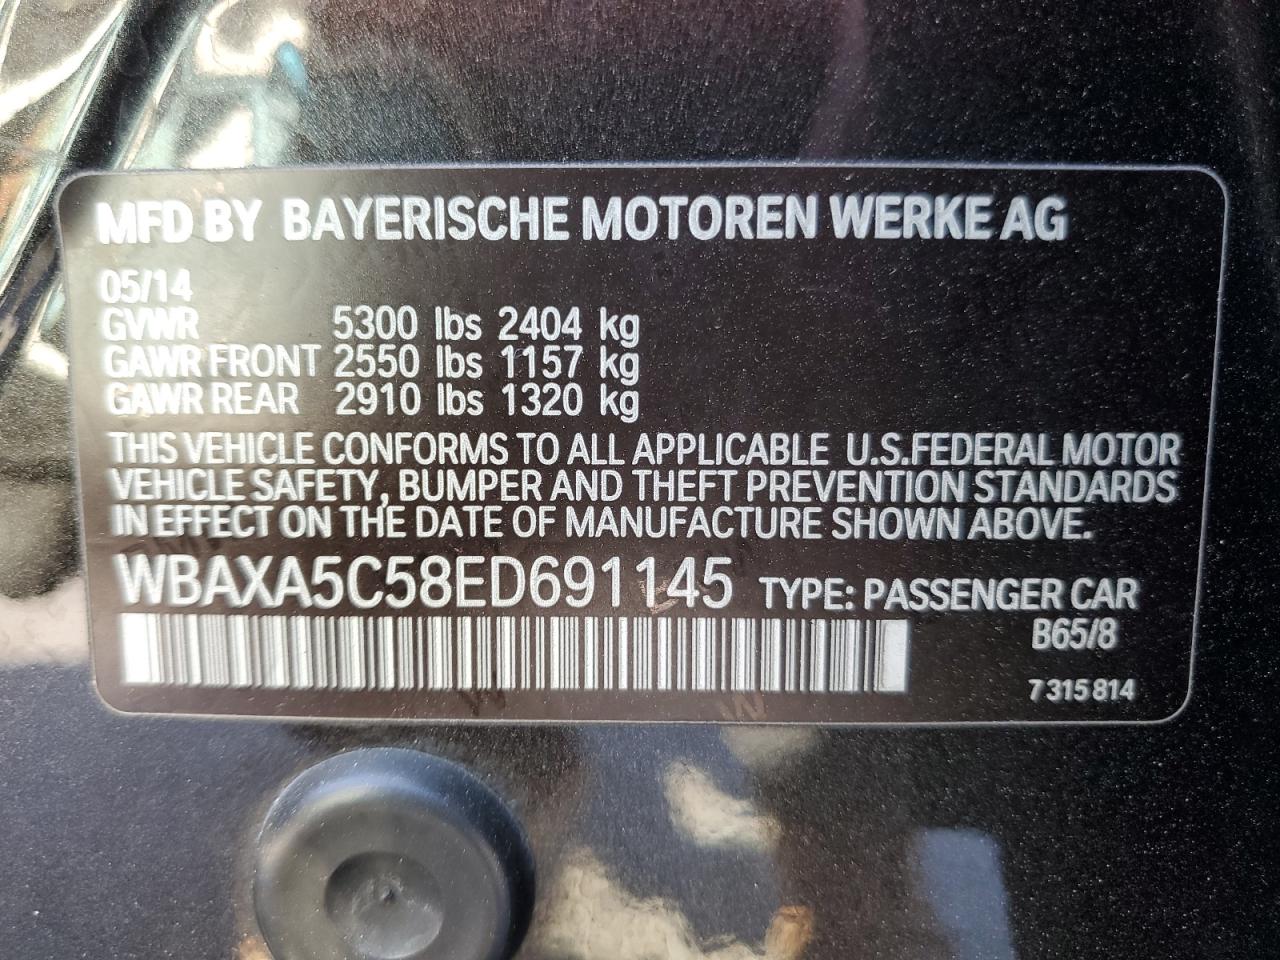 MFD BY BAYERISCHE MOTOREN WERKE AG
05/14
GVWR 5300 lbs 2404 kg
GAWR FRONT 2550 lbs 1157 kg
GAWR REAR 2910 lbs 1320 kg
THIS VEHICLE CONFORMS TO ALL APPLICABLE U.S.FEDERAL MOTOR
VEHICLE SAFETY, BUMPER AND THEFT PREVENTION STANDARDS
IN EFFECT ON THE DATE OF MANUFACTURE SHOWN ABOVE.
WBAXA5C58ED691145 TYPE: PASSENGER CAR
B65/8
7 315 814